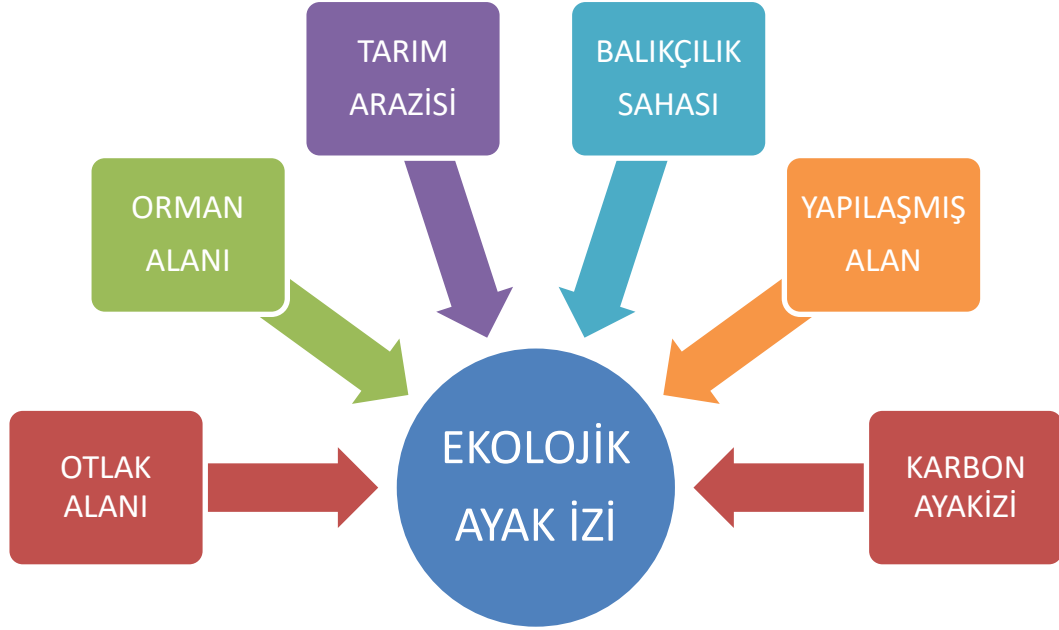 TARIM
ARAZİSİ
BALIKÇILIK
SAHASI
ORMAN
ALANI
YAPILAŞMIŞ
ALAN
OTLAK
ALANI
EKOLOJİK
AYAK İZİ
KARBON
AYAKİZİ